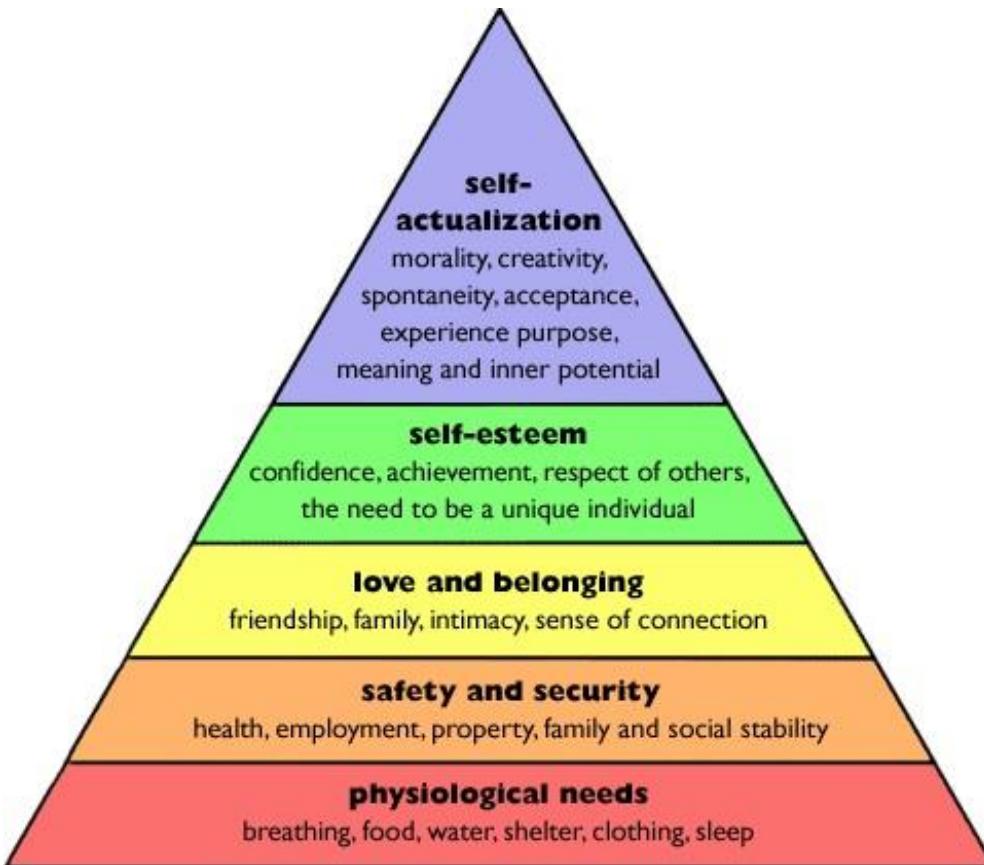 self-
actualization
morality, creativity,
spontaneity, acceptance,
experience purpose,
meaning and inner potential
self-esteem
confidence, achievement, respect of others,
the need to be a unique individual
love and belonging
friendship, family, intimacy, sense of connection
safety and security
health, employment, property, family and social stability
physiological needs
breathing, food, water, shelter, clothing, sleep